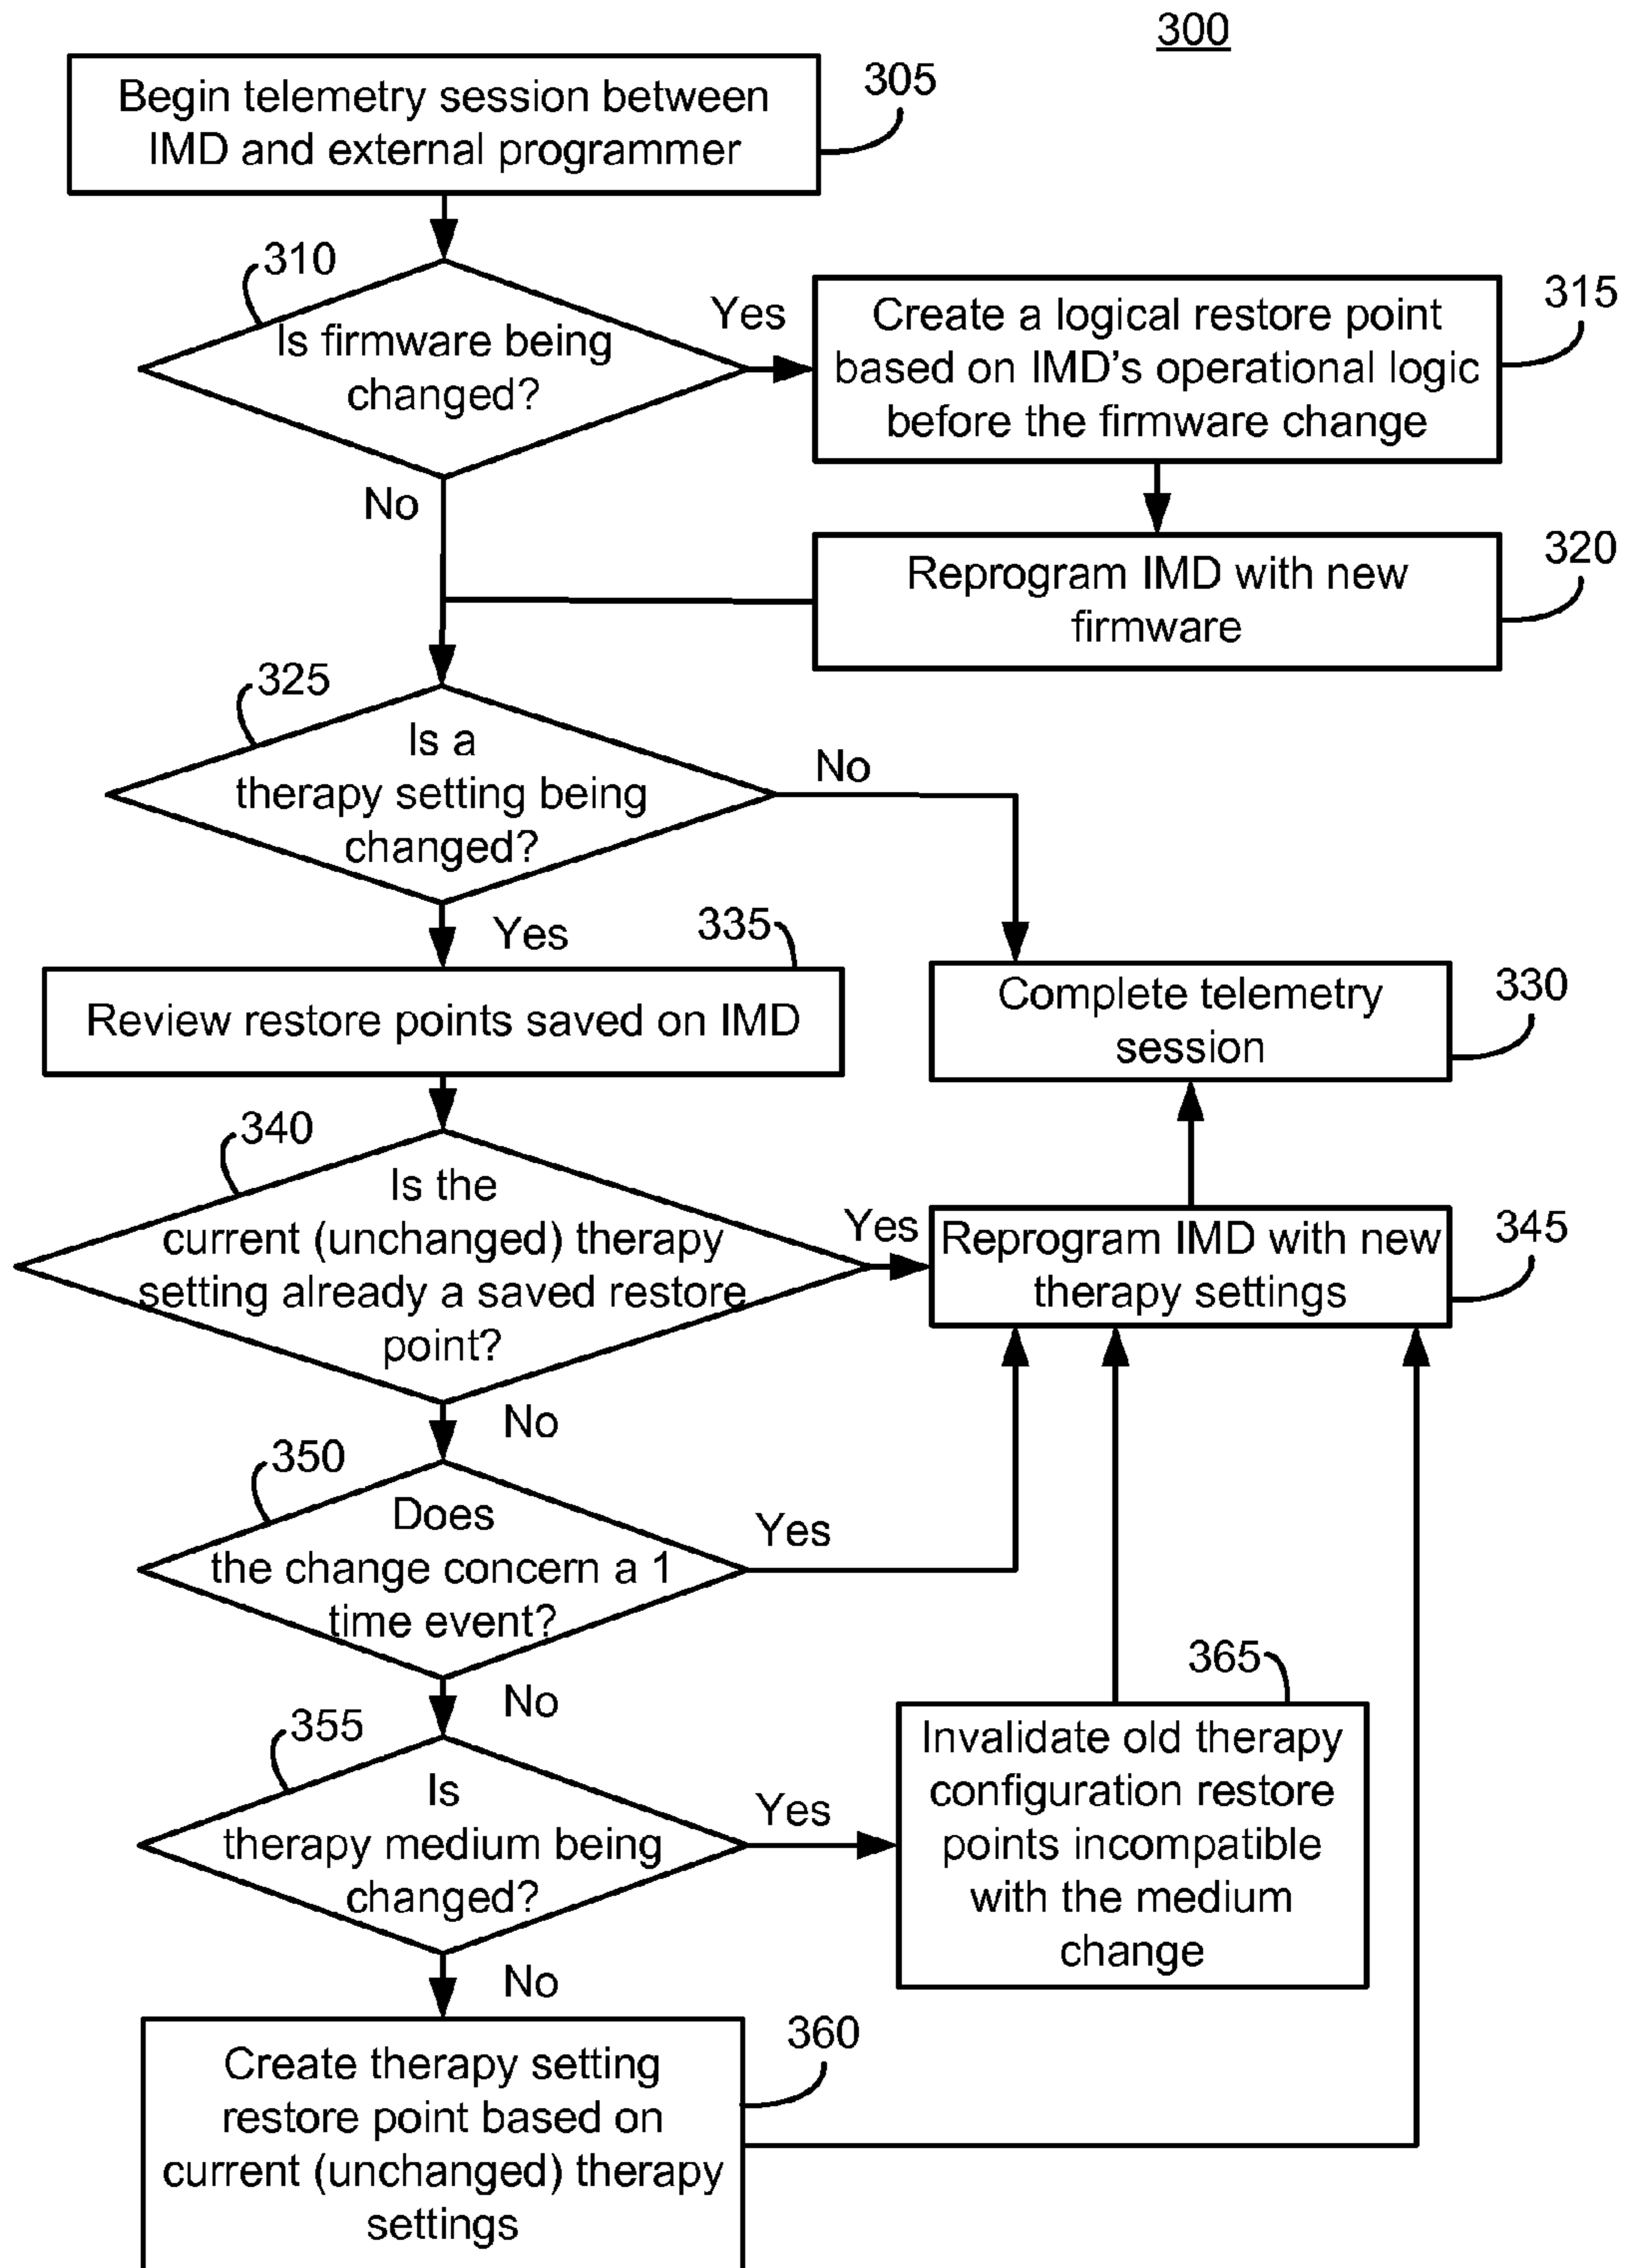 300
Begin telemetry session between
IMD and external programmer
305
310
Is firmware being
changed?
Yes
Create a logical restore point
based on IMD's operational logic
before the firmware change
315
No
Reprogram IMD with new
firmware
320
325
Is a
therapy setting being
changed?
No
Yes
335
Review restore points saved on IMD
Complete telemetry
session
330
340
Is the
current (unchanged) therapy
setting already a saved restore
point?
Yes
Reprogram IMD with new
therapy settings
345
No
350
Does
the change concern a 1
time event?
Yes
No
355
Is
therapy medium being
changed?
Yes
365
Invalidate old therapy
configuration restore
points incompatible
with the medium
change
No
360
Create therapy setting
restore point based on
current (unchanged) therapy
settings